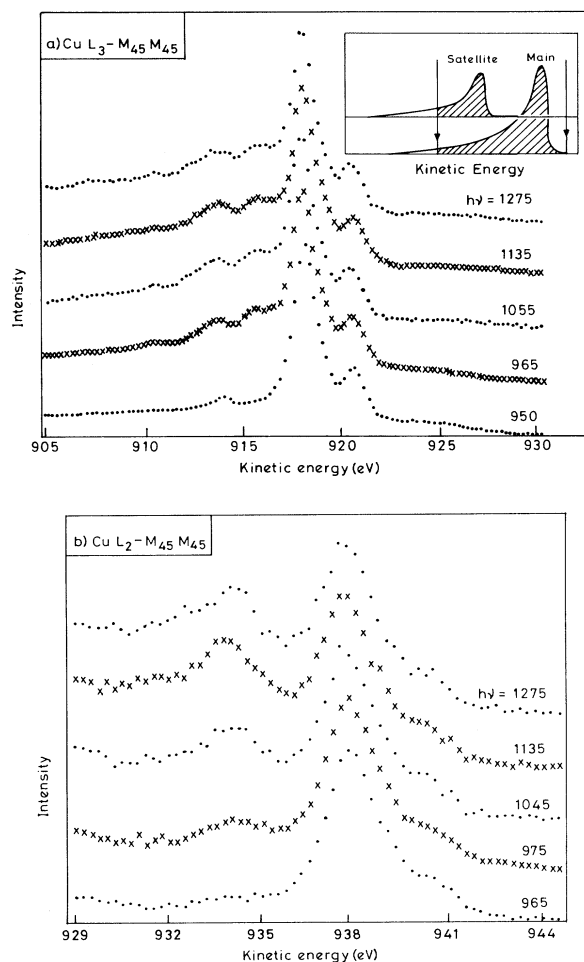 a) Cu L₃-M₄₅ M₄₅
Satellite Main
Kinetic Energy
hν = 1275
1135
1055
965
950
Intensity
905 910 915 920 925 930
Kinetic energy (eV)
b) Cu L₂-M₄₅ M₄₅
hν = 1275
1135
1045
975
965
Intensity
929 932 935 938 941 944
Kinetic energy (eV)